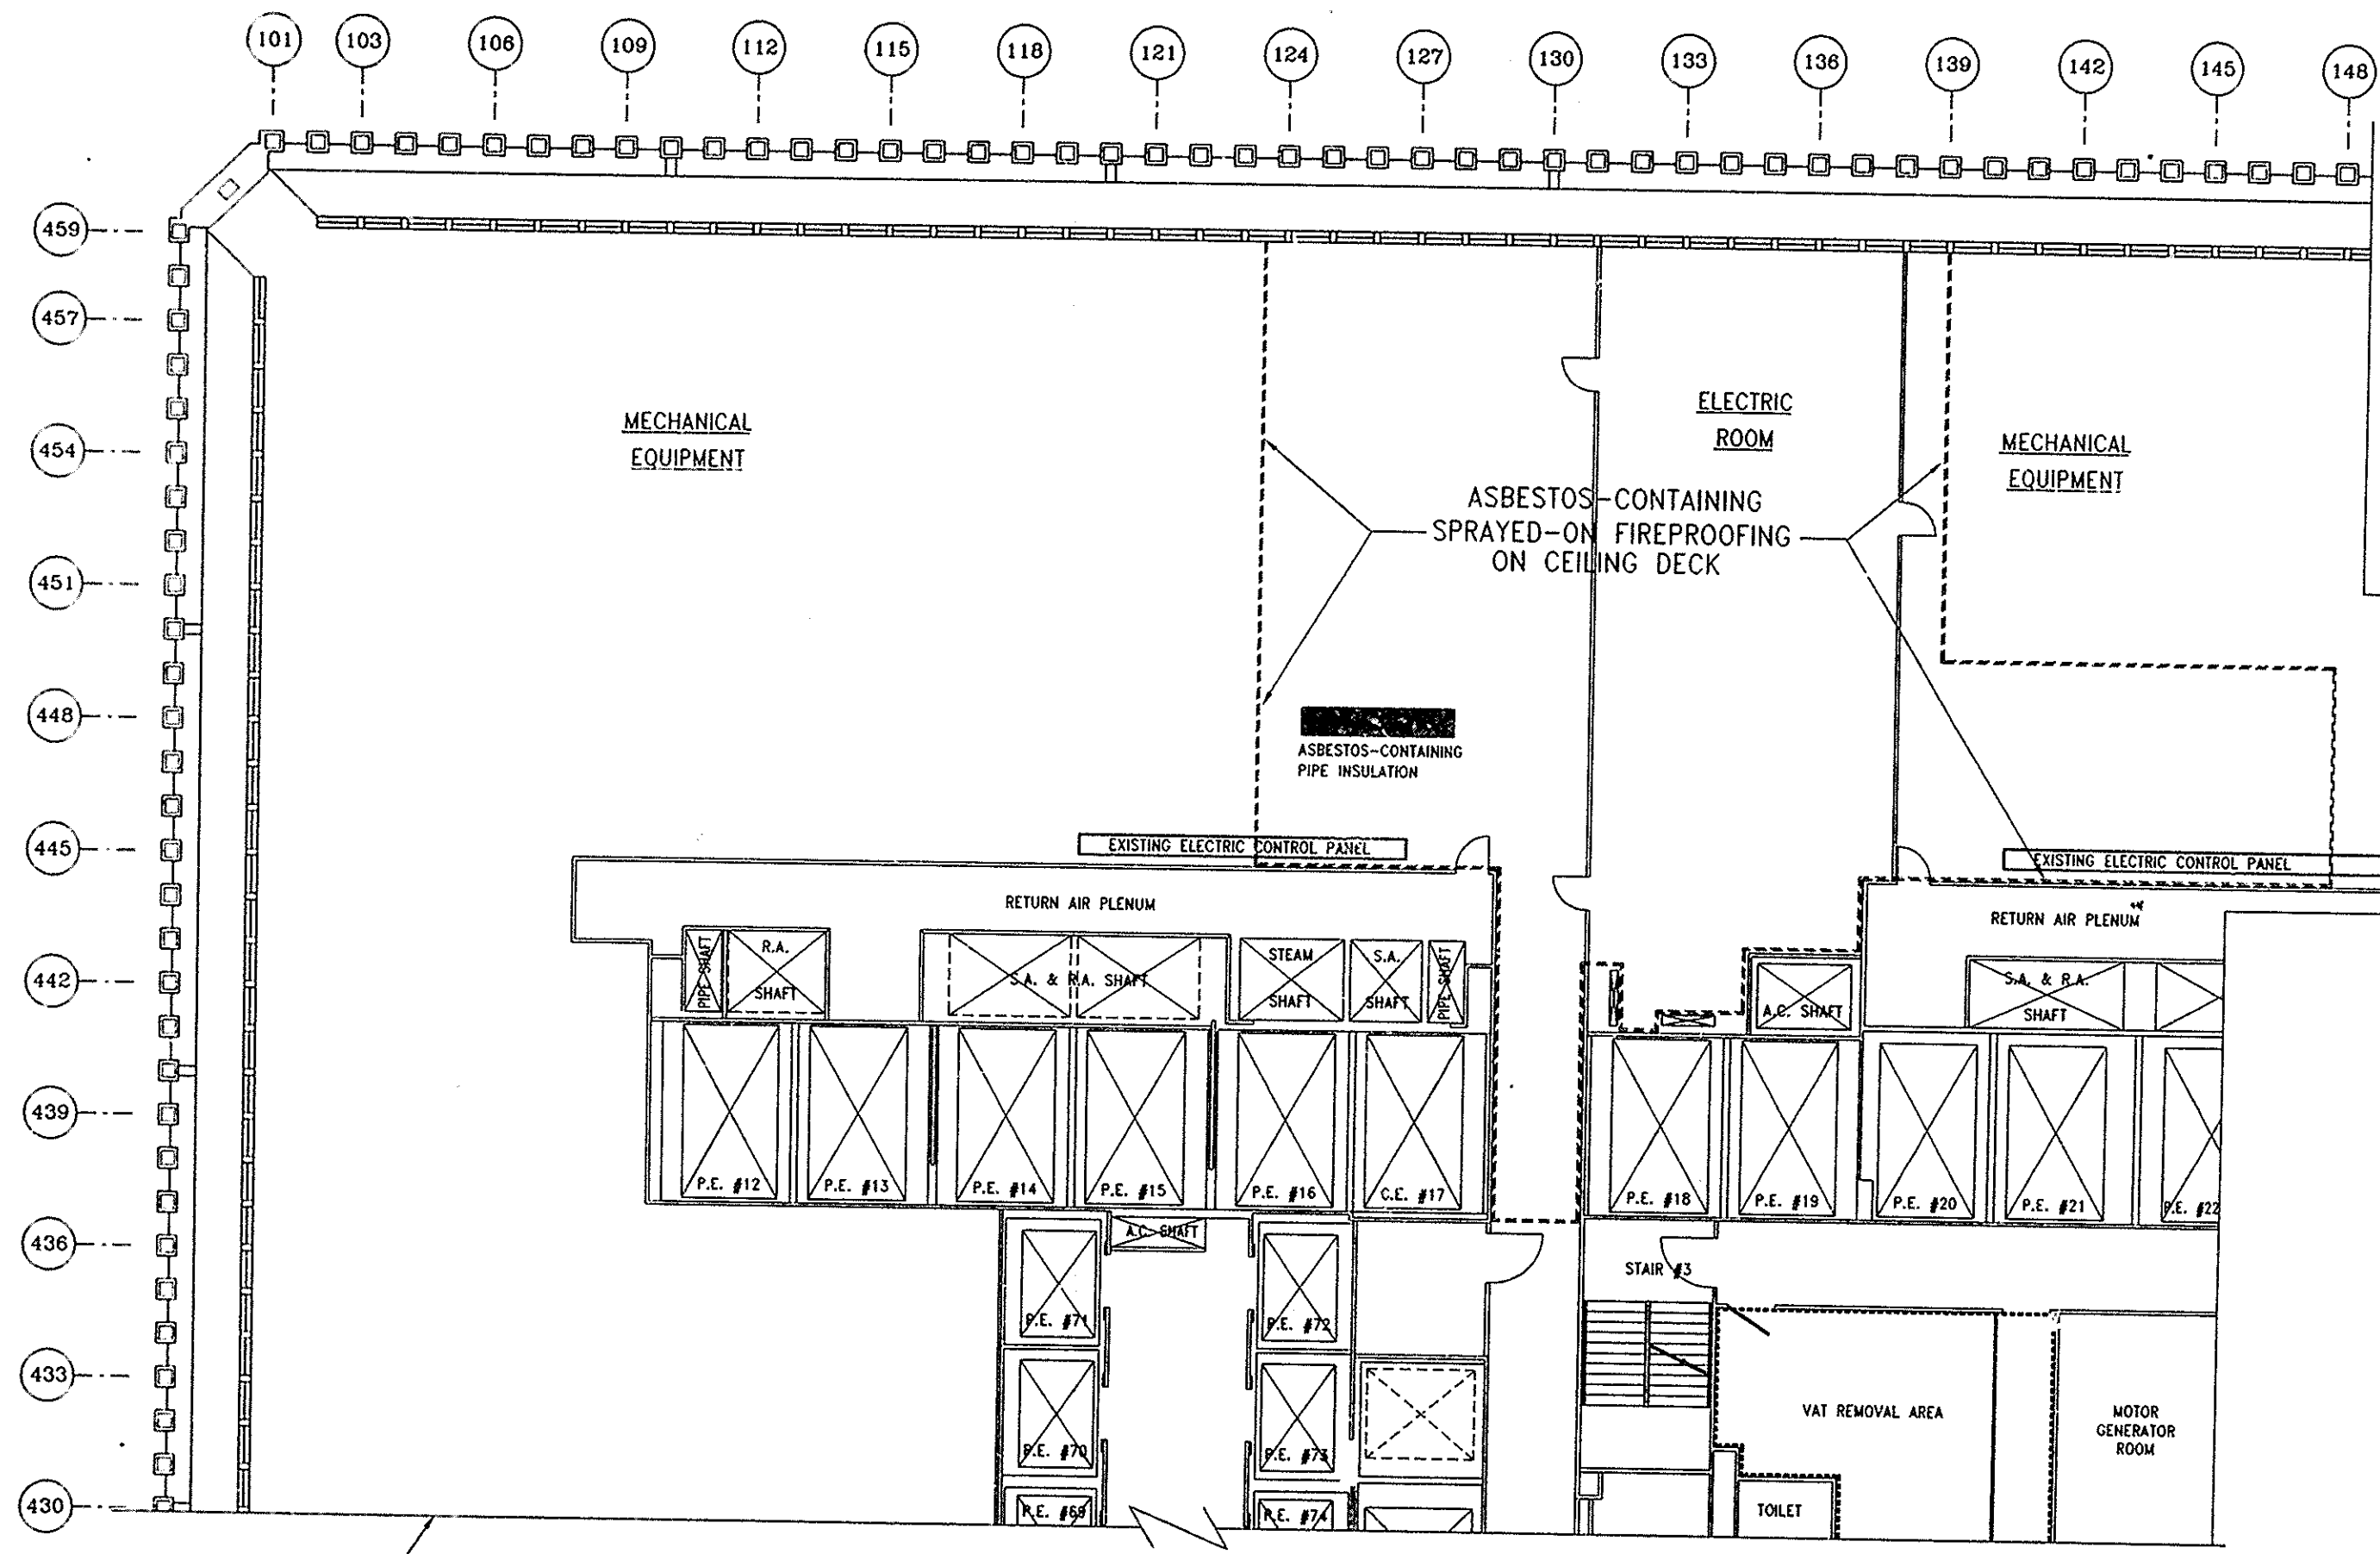 101
103
106
109
112
115
118
121
124
127
130
133
136
139
142
145
148
459
457
454
451
448
445
442
439
436
433
430
MECHANICAL
EQUIPMENT
ELECTRIC
ROOM
MECHANICAL
EQUIPMENT
ASBESTOS-CONTAINING
SPRAYED-ON FIREPROOFING
ON CEILING DECK
ASBESTOS-CONTAINING
PIPE INSULATION
EXISTING ELECTRIC CONTROL PANEL
EXISTING ELECTRIC CONTROL PANEL
RETURN AIR PLENUM
RETURN AIR PLENUM
PIPE SHAFT
R.A.
SHAFT
S.A. & R.A. SHAFT
STEAM
SHAFT
S.A.
SHAFT
PIPE SHAFT
A.C. SHAFT
S.A. & R.A.
SHAFT
P.E. #12
P.E. #13
P.E. #14
P.E. #15
P.E. #16
C.E. #17
P.E. #18
P.E. #19
P.E. #20
P.E. #21
P.E. #22
A.C. SHAFT
P.E. #71
P.E. #72
STAIR #3
P.E. #70
P.E. #73
VAT REMOVAL AREA
MOTOR
GENERATOR
ROOM
P.E. #69
P.E. #74
TOILET